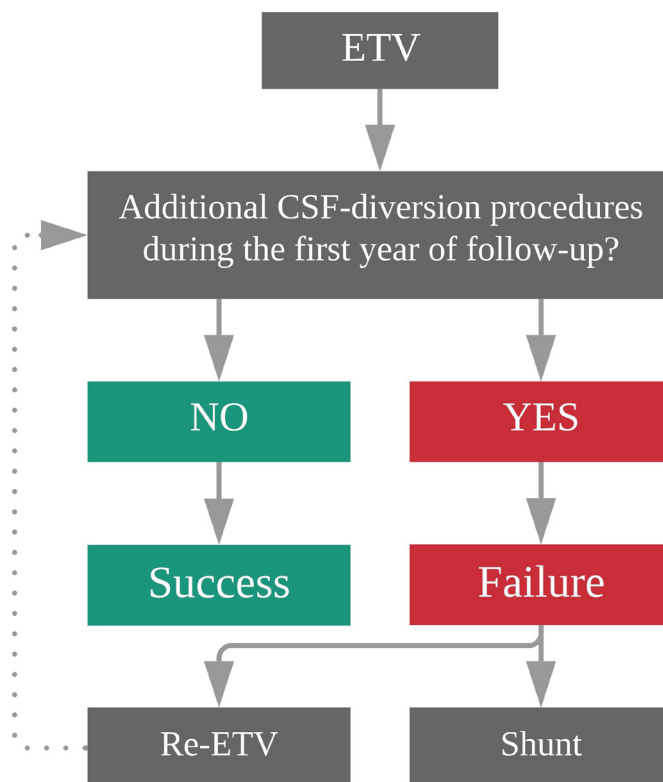 ETV
Additional CSF-diversion procedures
during the first year of follow-up?
NO
YES
Success
Failure
Re-ETV
Shunt